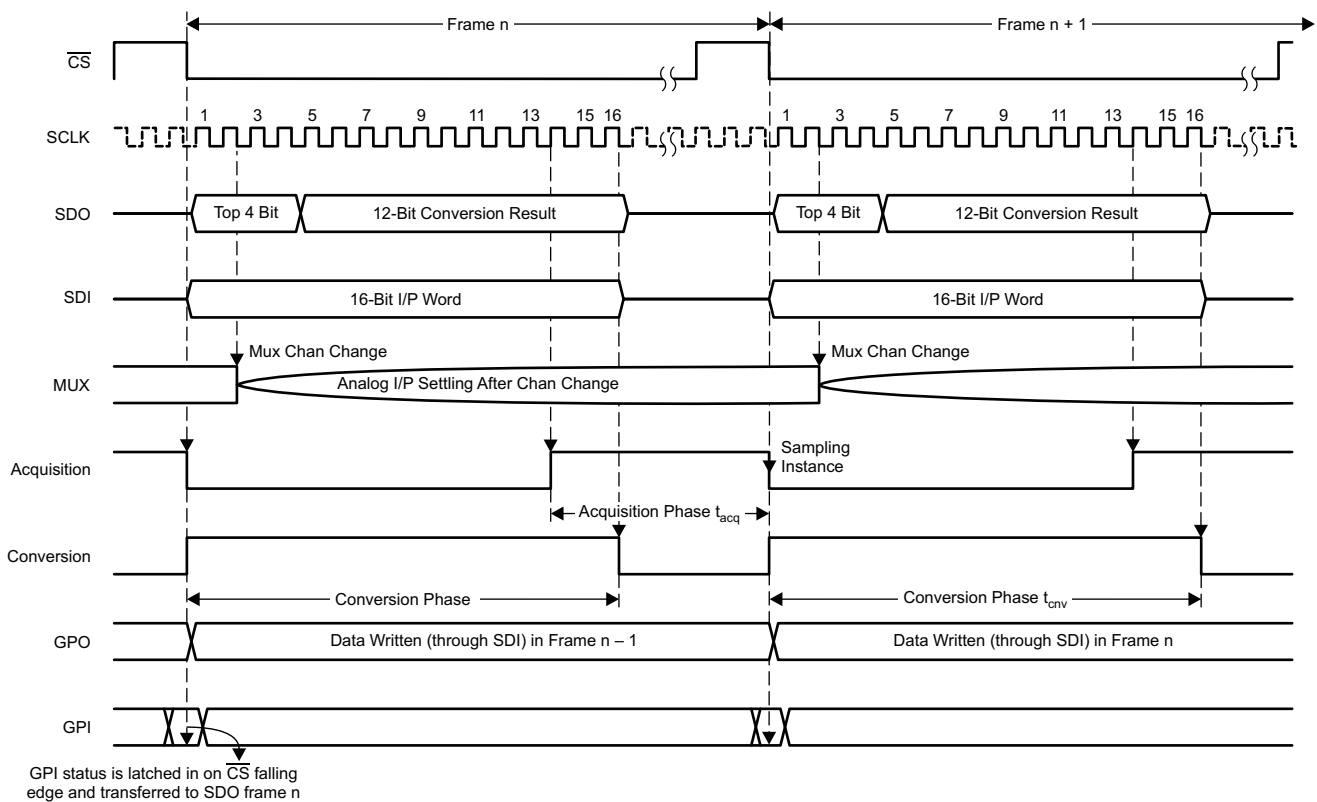 Frame n
Frame n + 1
CS
SCLK
1 3 5 7 9 11 13 15 16
1 3 5 7 9 11 13 15 16
SDO
Top 4 Bit
12-Bit Conversion Result
Top 4 Bit
12-Bit Conversion Result
SDI
16-Bit I/P Word
16-Bit I/P Word
Mux Chan Change
Mux Chan Change
MUX
Analog I/P Settling After Chan Change
Acquisition
Sampling
Instance
Acquisition Phase tacq
Conversion
Conversion Phase
Conversion Phase tcnv
GPO
Data Written (through SDI) in Frame n – 1
Data Written (through SDI) in Frame n
GPI
GPI status is latched in on CS falling
edge and transferred to SDO frame n